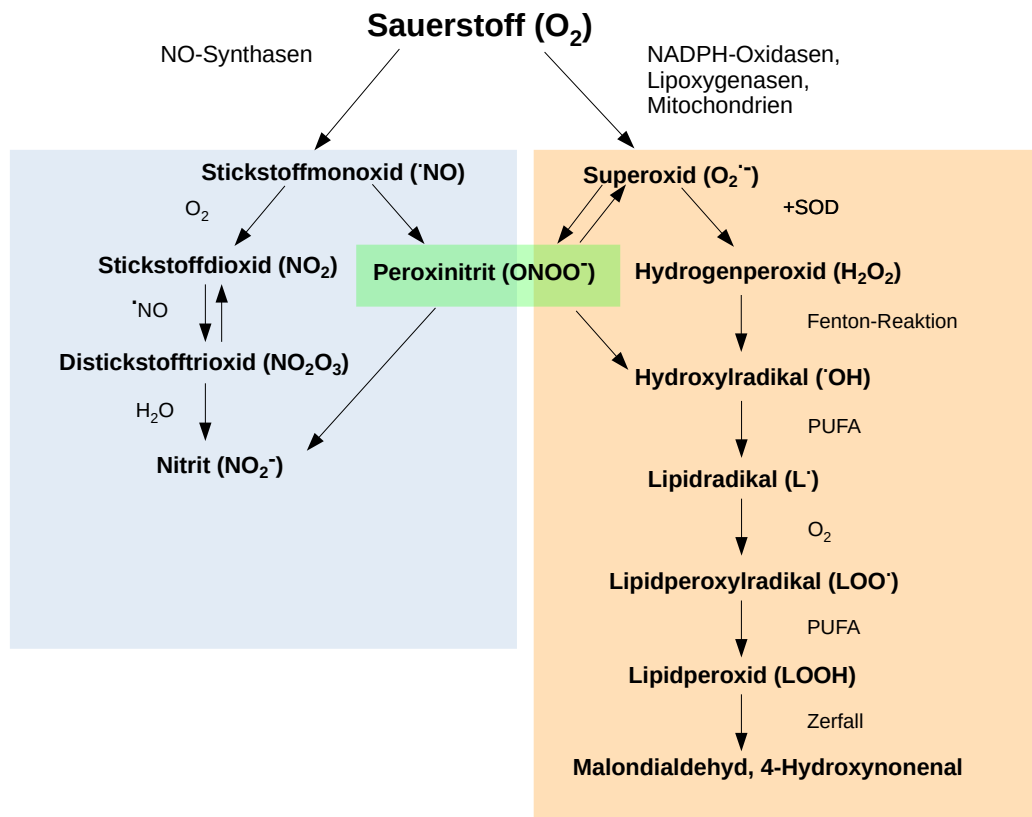 Sauerstoff (O₂)
NO-Synthasen
NADPH-Oxidasen,
Lipoxygenasen,
Mitochondrien
Stickstoffmonoxid (˙NO)
Superoxid (O₂˙⁻)
O₂
+SOD
Stickstoffdioxid (NO₂)
Peroxinitrit (ONOO⁻)
Hydrogenperoxid (H₂O₂)
˙NO
Fenton-Reaktion
Distickstofftrioxid (NO₂O₃)
Hydroxylradikal (˙OH)
H₂O
PUFA
Nitrit (NO₂⁻)
Lipidradikal (L˙)
O₂
Lipidperoxylradikal (LOO˙)
PUFA
Lipidperoxid (LOOH)
Zerfall
Malondialdehyd, 4-Hydroxynonenal